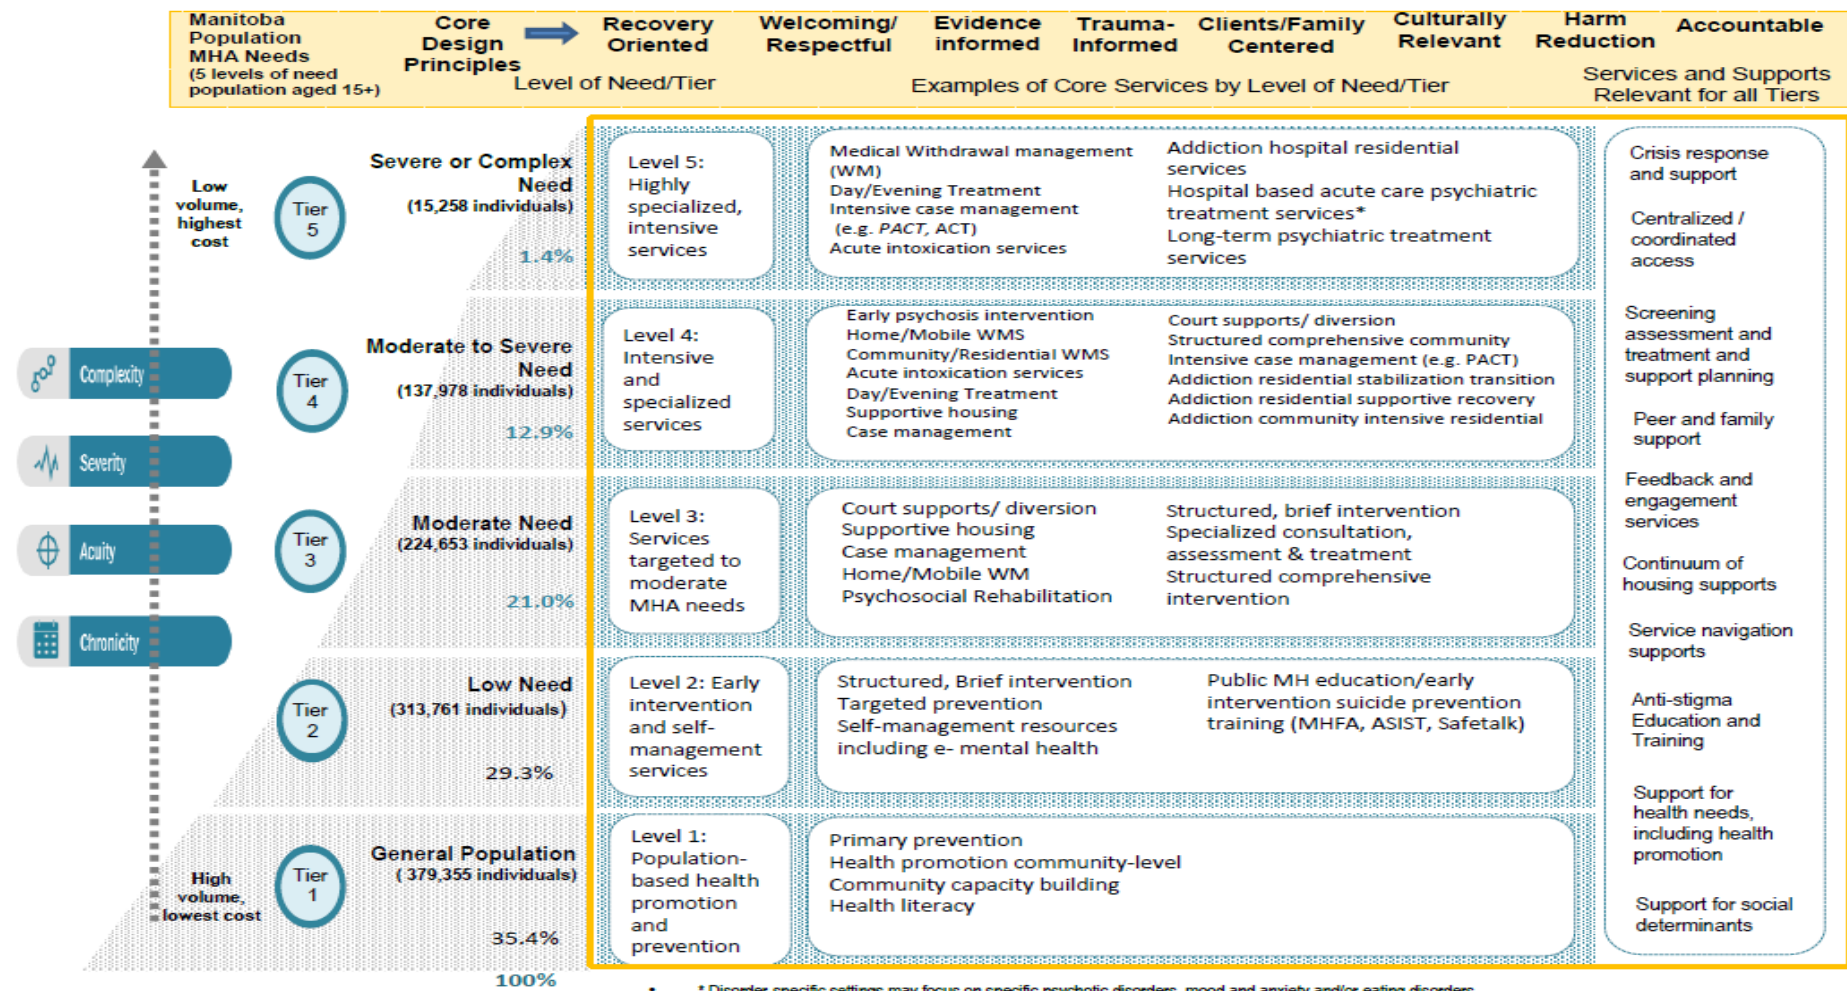 Manitoba
Population
MHA Needs
(5 levels of need
population aged 15+)
Core
Design
Principles
Recovery
Oriented
Welcoming/
Respectful
Evidence
informed
Trauma-
Informed
Clients/Family
Centered
Culturally
Relevant
Harm
Reduction
Accountable
Level of Need/Tier
Examples of Core Services by Level of Need/Tier
Services and Supports
Relevant for all Tiers
Low
volume,
highest
cost
Tier
5
Severe or Complex
Need
(15,258 individuals)
1.4%
Level 5:
Highly
specialized,
intensive
services
Medical Withdrawal management
(WM)
Day/Evening Treatment
Intensive case management
(e.g. PACT, ACT)
Acute intoxication services
Addiction hospital residential
services
Hospital based acute care psychiatric
treatment services*
Long-term psychiatric treatment
services
Complexity
Severity
Acuity
Chronicity
Tier
4
Moderate to Severe
Need
(137,978 individuals)
12.9%
Level 4:
Intensive
and
specialized
services
Early psychosis intervention
Home/Mobile WMS
Community/Residential WMS
Acute intoxication services
Day/Evening Treatment
Supportive housing
Case management
Court supports/ diversion
Structured comprehensive community
Intensive case management (e.g. PACT)
Addiction residential stabilization transition
Addiction residential supportive recovery
Addiction community intensive residential
Tier
3
Moderate Need
(224,653 individuals)
21.0%
Level 3:
Services
targeted to
moderate
MHA needs
Court supports/ diversion
Supportive housing
Case management
Home/Mobile WM
Psychosocial Rehabilitation
Structured, brief intervention
Specialized consultation,
assessment & treatment
Structured comprehensive
intervention
Tier
2
Low Need
(313,761 individuals)
29.3%
Level 2: Early
intervention
and self-
management
services
Structured, Brief intervention
Targeted prevention
Self-management resources
including e- mental health
Public MH education/early
intervention suicide prevention
training (MHFA, ASIST, Safetalk)
High
volume,
lowest cost
Tier
1
General Population
( 379,355 individuals)
35.4%
100%
Level 1:
Population-
based health
promotion
and
prevention
Primary prevention
Health promotion community-level
Community capacity building
Health literacy
Crisis response
and support
Centralized /
coordinated
access
Screening
assessment and
treatment and
support planning
Peer and family
support
Feedback and
engagement
services
Continuum of
housing supports
Service navigation
supports
Anti-stigma
Education and
Training
Support for
health needs,
including health
promotion
Support for social
determinants
• * Disorder specific settings may focus on specific psychotic disorders, mood and anxiety and/or eating disorders